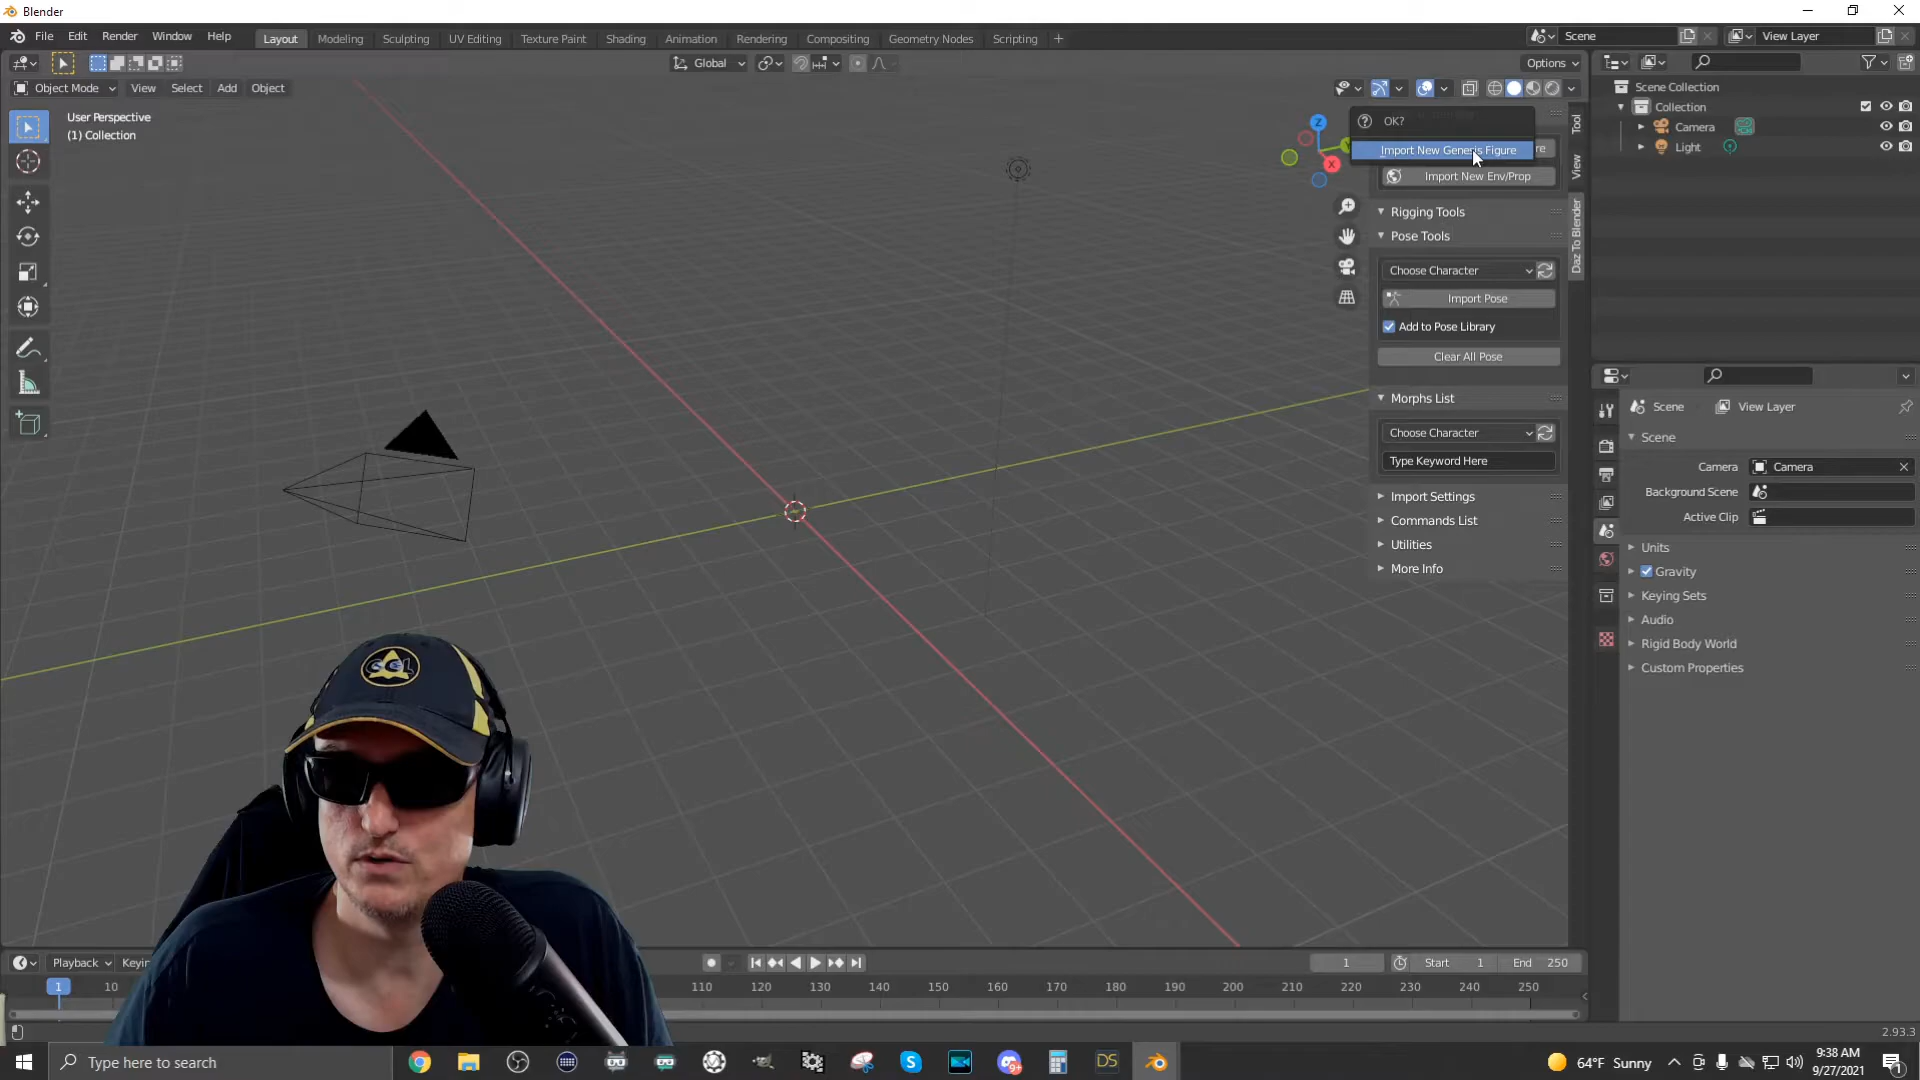 Blender
File Edit Render Window Help
Layout Modeling Sculpting UV Editing Texture Paint Shading Animation Rendering Compositing Geometry Nodes Scripting +
Scene
View Layer
Global
Options
Object Mode View Select Add Object
User Perspective
(1) Collection
Z
X
OK?
Import New Genesis Figure
re
Import New Env/Prop
Rigging Tools
Pose Tools
Choose Character
Import Pose
Add to Pose Library
Clear All Pose
Morphs List
Choose Character
Type Keyword Here
Import Settings
Commands List
Utilities
More Info
Tool
View
Daz To Blender
Scene Collection
Collection
Camera
Light
Scene View Layer
Scene
Camera Camera
Background Scene
Active Clip
Units
Gravity
Keying Sets
Audio
Rigid Body World
Custom Properties
GGL
Playback Keyin
1 Start 1 End 250
1 10 110 120 130 140 150 160 170 180 190 200 210 220 230 240 250
2.93.3
Type here to search
S
9+
DS
64°F Sunny
9:38 AM
9/27/2021
1